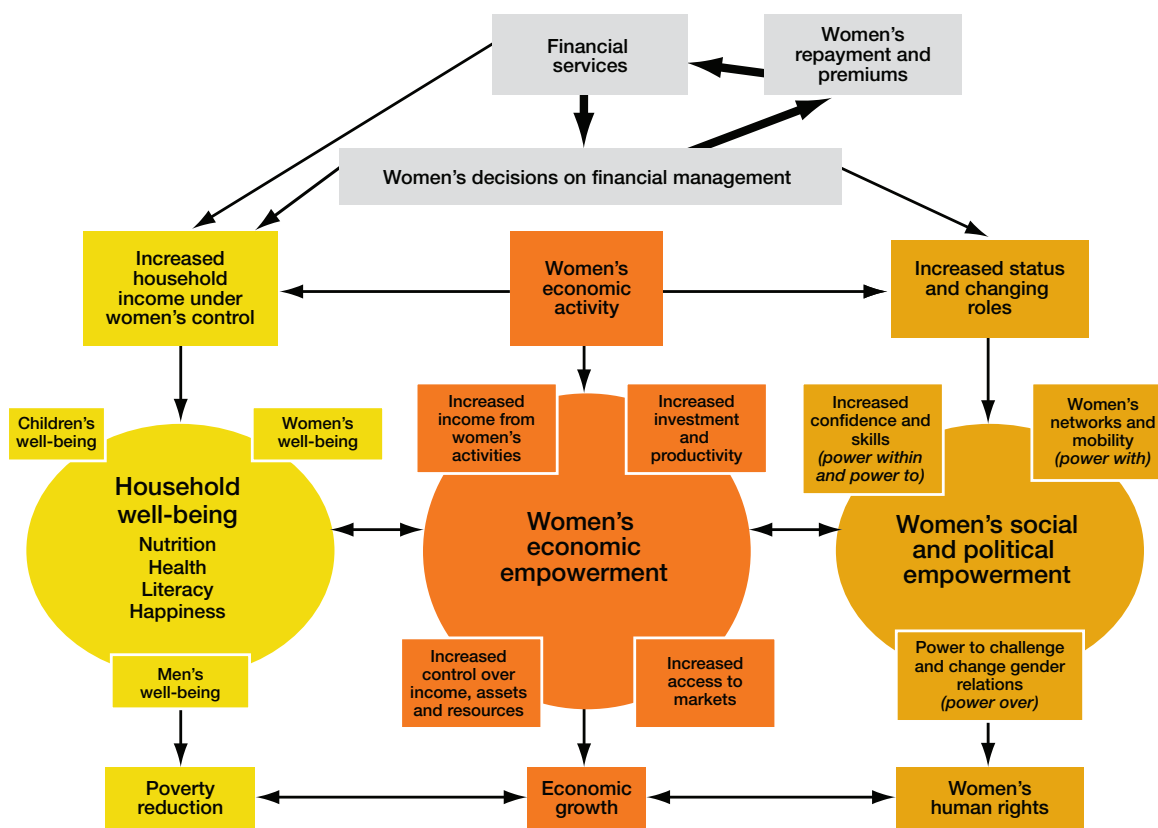 Financial
services
Women’s
repayment and
premiums
Women’s decisions on financial management
Increased
household
income under
women’s control
Women’s
economic
activity
Increased status
and changing
roles
Children’s
well-being
Women’s
well-being
Household
well-being
Nutrition
Health
Literacy
Happiness
Men’s
well-being
Increased
income from
women’s
activities
Increased
investment
and
productivity
Women’s
economic
empowerment
Increased
control over
income, assets
and resources
Increased
access to
markets
Increased
confidence and
skills
(power within
and power to)
Women’s
networks and
mobility
(power with)
Women’s social
and political
empowerment
Power to challenge
and change gender
relations
(power over)
Poverty
reduction
Economic
growth
Women’s
human rights